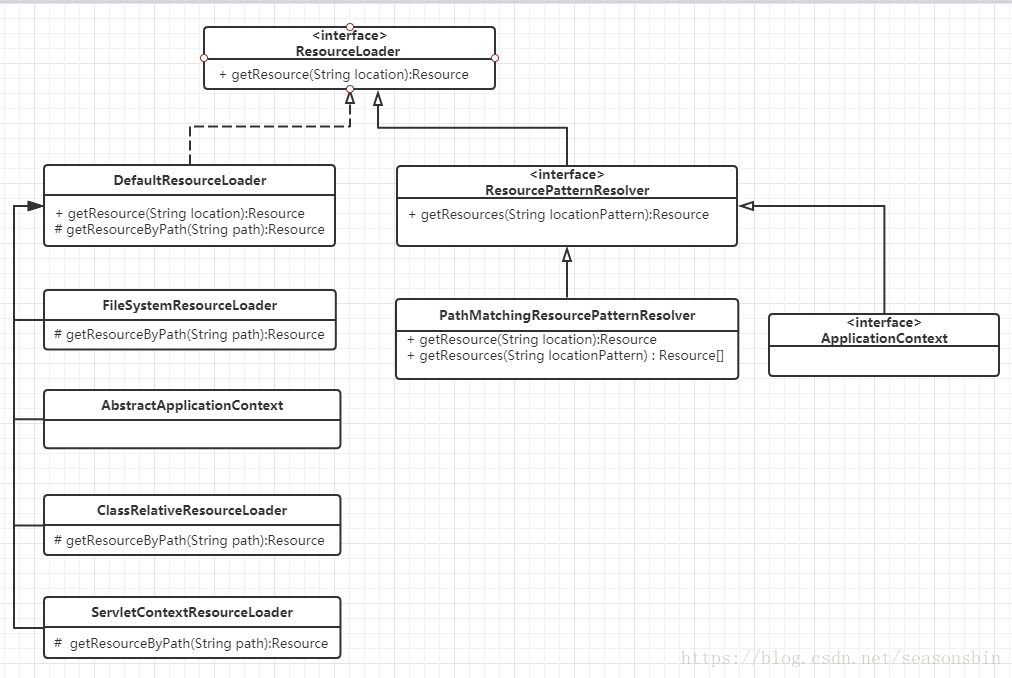 <interface>
ResourceLoader
+ getResource(String location):Resource
DefaultResourceLoader
+ getResource(String location):Resource
# getResourceByPath(String path):Resource
<interface>
ResourcePatternResolver
+ getResources(String locationPattern):Resource
FileSystemResourceLoader
# getResourceByPath(String path):Resource
PathMatchingResourcePatternResolver
+ getResource(String location):Resource
+ getResources(String locationPattern) : Resource[]
<interface>
ApplicationContext
AbstractApplicationContext
ClassRelativeResourceLoader
# getResourceByPath(String path):Resource
ServletContextResourceLoader
# getResourceByPath(String path):Resource
https://blog.csdn.net/seasonsbin